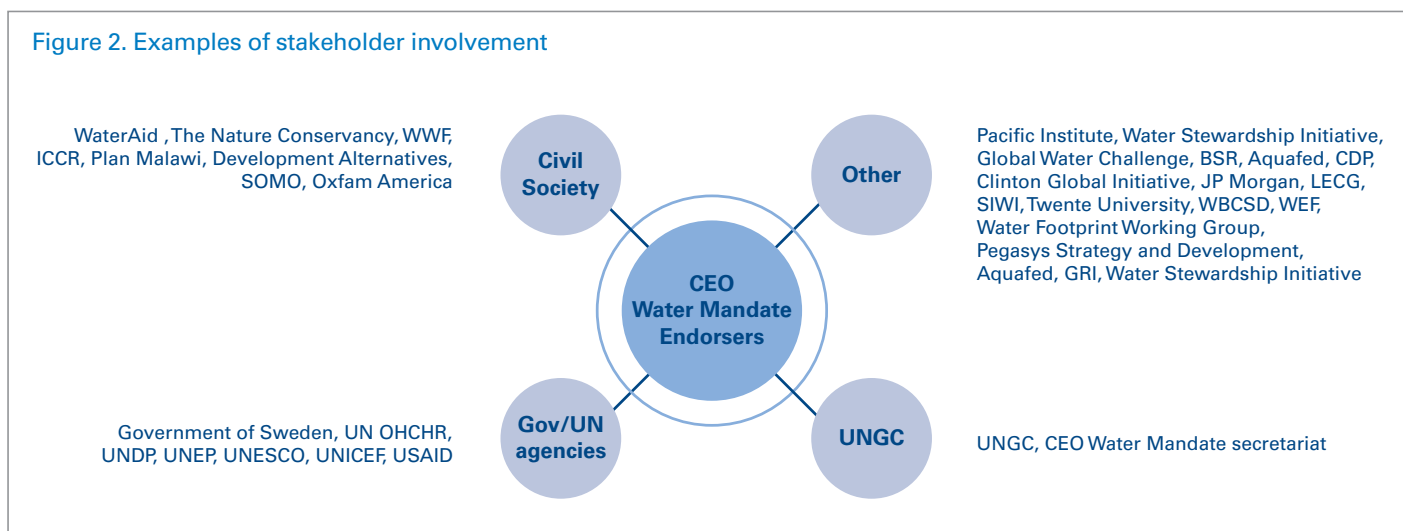 Figure 2. Examples of stakeholder involvement
WaterAid ,The Nature Conservancy, WWF,
ICCR, Plan Malawi, Development Alternatives,
SOMO, Oxfam America
Civil
Society
Other
Pacific Institute, Water Stewardship Initiative,
Global Water Challenge, BSR, Aquafed, CDP,
Clinton Global Initiative, JP Morgan, LECG,
SIWI, Twente University, WBCSD, WEF,
Water Footprint Working Group,
Pegasys Strategy and Development,
Aquafed, GRI, Water Stewardship Initiative
CEO
Water Mandate
Endorsers
Government of Sweden, UN OHCHR,
UNDP, UNEP, UNESCO, UNICEF, USAID
Gov/UN
agencies
UNGC
UNGC, CEO Water Mandate secretariat